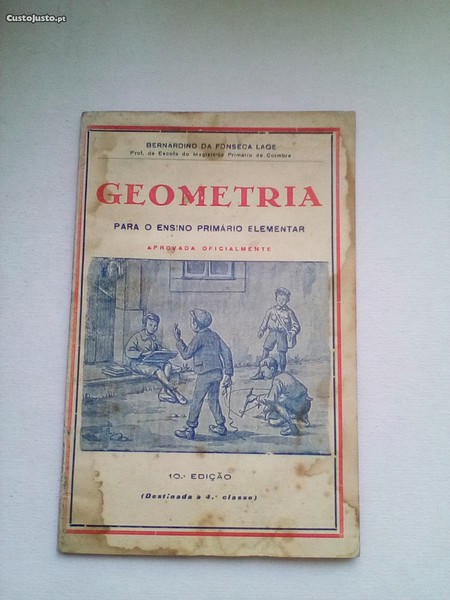 CustoJusto.pt
BERNARDINO DA FONSECA LAGE
Prof. da Escola do Magistério Primário de Coimbra
GEOMETRIA
PARA O ENSINO PRIMÁRIO ELEMENTAR
APROVADA OFICIALMENTE
10.ª EDIÇÃO
(Destinada à 4.ª classe)